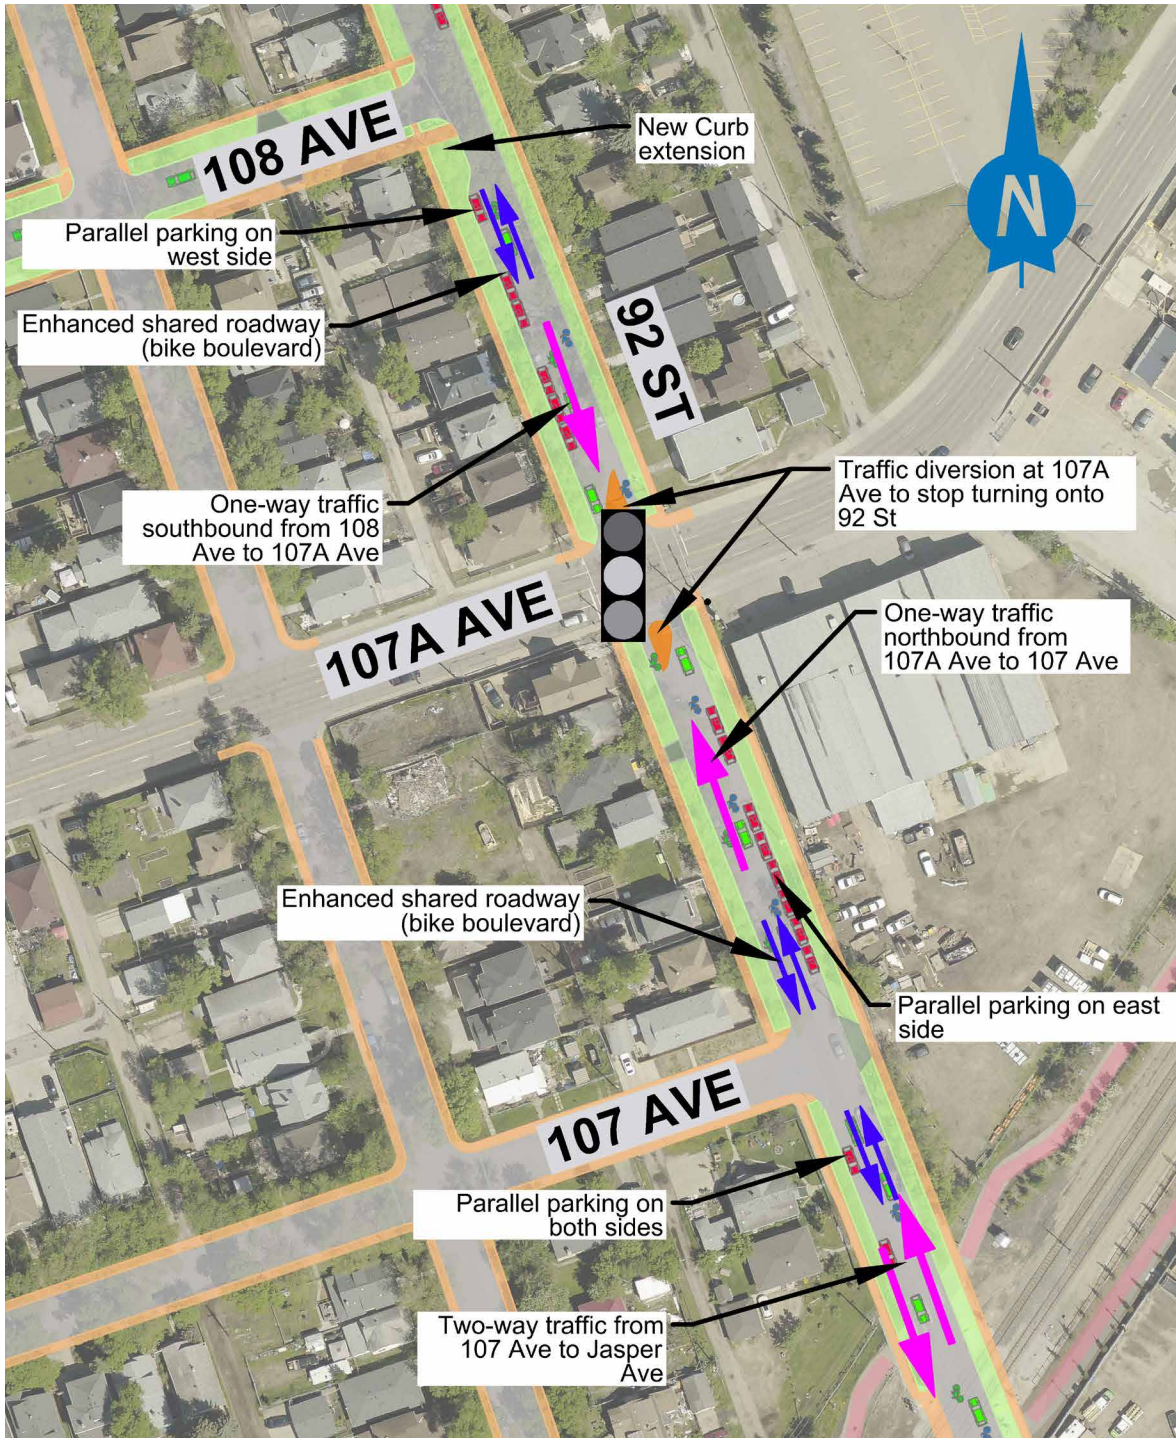 New Curb
extension
108 AVE
N
Parallel parking on
west side
Enhanced shared roadway
(bike boulevard)
92 ST
One-way traffic
southbound from 108
Ave to 107A Ave
Traffic diversion at 107A
Ave to stop turning onto
92 St
107A AVE
One-way traffic
northbound from
107A Ave to 107 Ave
Enhanced shared roadway
(bike boulevard)
Parallel parking on east
side
107 AVE
Parallel parking on
both sides
Two-way traffic from
107 Ave to Jasper
Ave